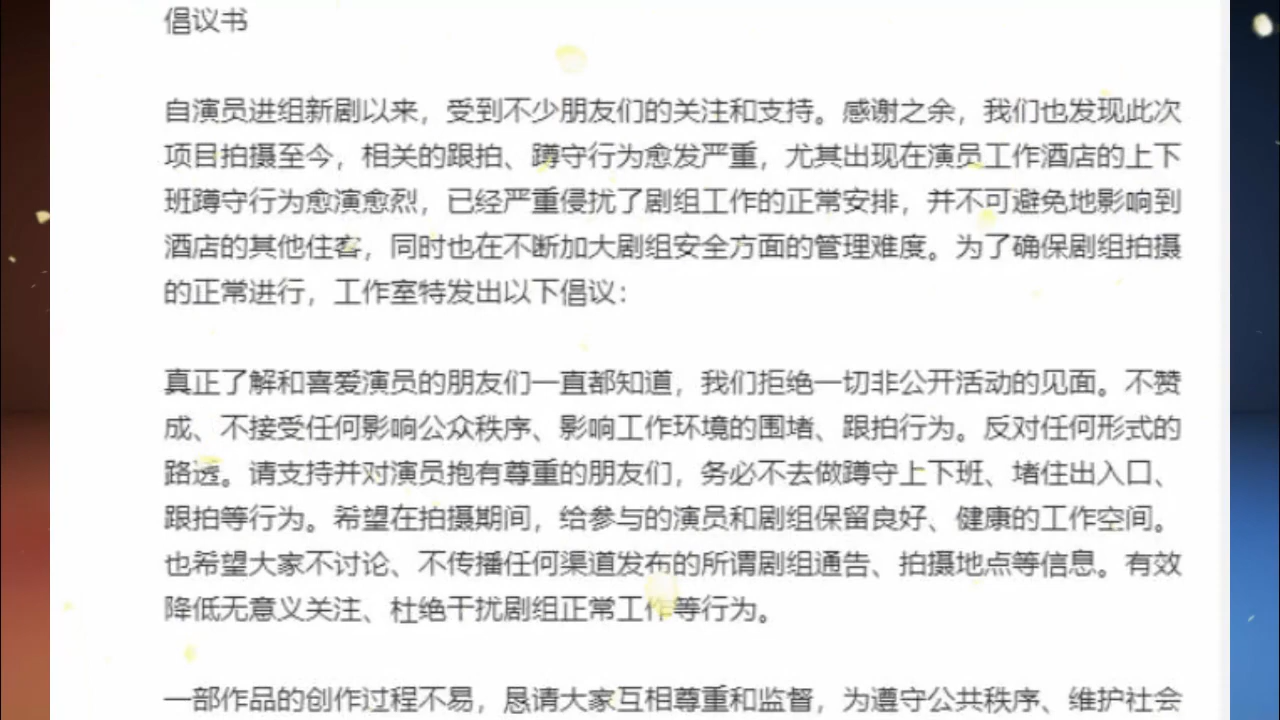 倡议书
自演员进组新剧以来，受到不少朋友们的关注和支持。感谢之余，我们也发现此次
项目拍摄至今，相关的跟拍、蹲守行为愈发严重，尤其出现在演员工作酒店的上下
班蹲守行为愈演愈烈，已经严重侵扰了剧组工作的正常安排，并不可避免地影响到
酒店的其他住客，同时也在不断加大剧组安全方面的管理难度。为了确保剧组拍摄
的正常进行，工作室特发出以下倡议：
真正了解和喜爱演员的朋友们一直都知道，我们拒绝一切非公开活动的见面。不赞
成、不接受任何影响公众秩序、影响工作环境的围堵、跟拍行为。反对任何形式的
路透。请支持并对演员抱有尊重的朋友们，务必不去做蹲守上下班、堵住出入口、
跟拍等行为。希望在拍摄期间，给参与的演员和剧组保留良好、健康的工作空间。
也希望大家不讨论、不传播任何渠道发布的所谓剧组通告、拍摄地点等信息。有效
降低无意义关注、杜绝干扰剧组正常工作等行为。
一部作品的创作过程不易，恳请大家互相尊重和监督，为遵守公共秩序、维护社会